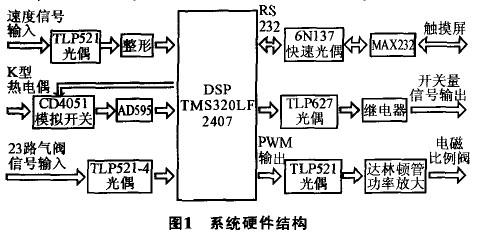 速度信号
输入
TLP521
光偶
整形
K型
热电偶
CD4051
模拟开关
AD595
23路气阀
信号输入
TLP521-4
光偶
DSP
TMS320LF
2407
RS
232
6N137
快速光偶
MAX232
触摸屏
TLP627
光偶
继电器
开关量
信号输出
PWM
输出
TLP521
光偶
达林顿管
功率放大
电磁
比例阀
图1 系统硬件结构